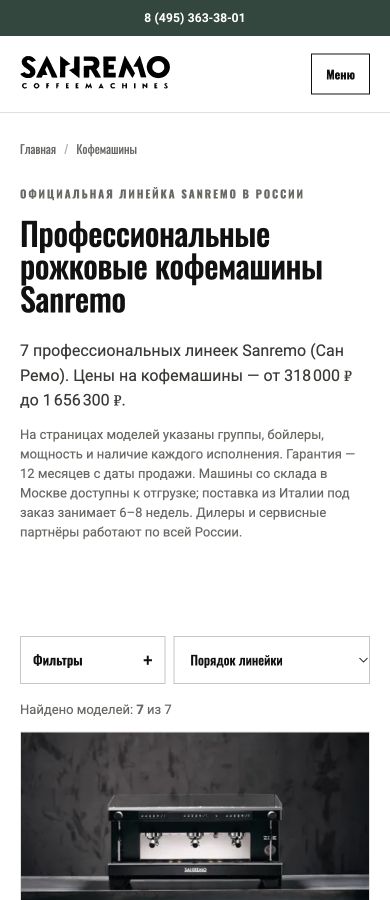 8 (495) 363-38-01
SANREMO
COFFEEMACHINES
Меню
Главная / Кофемашины
ОФИЦИАЛЬНАЯ ЛИНЕЙКА SANREMO В РОССИИ
Профессиональные
рожковые кофемашины
Sanremo
7 профессиональных линеек Sanremo (Сан
Ремо). Цены на кофемашины — от 318 000 ₽
до 1 656 300 ₽.
На страницах моделей указаны группы, бойлеры,
мощность и наличие каждого исполнения. Гарантия —
12 месяцев с даты продажи. Машины со склада в
Москве доступны к отгрузке; поставка из Италии под
заказ занимает 6–8 недель. Дилеры и сервисные
партнёры работают по всей России.
Фильтры +
Порядок линейки
Найдено моделей: 7 из 7
SANREMO